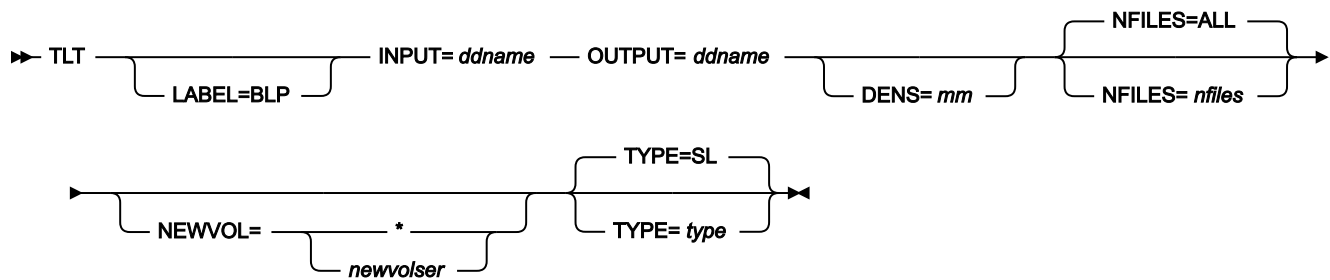 NFILES=ALL
TLT INPUT= ddname OUTPUT= ddname
LABEL=BLP DENS= mm NFILES= nfiles
TYPE=SL
NEWVOL= * TYPE= type
newvolser